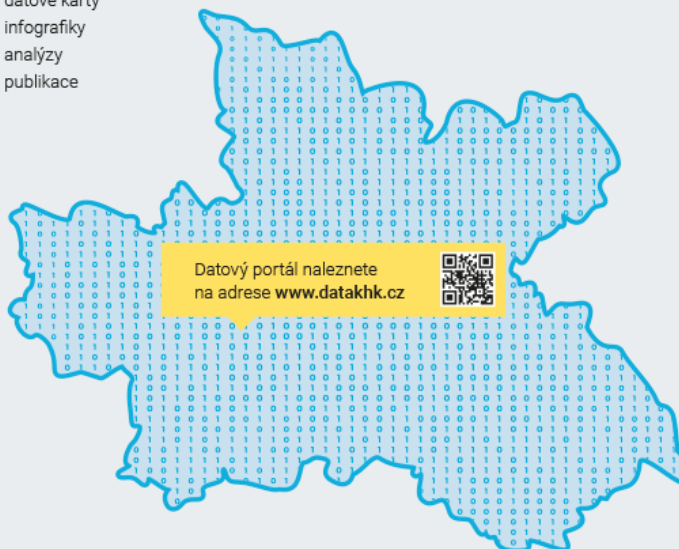 datové karty
infografiky
analýzy
publikace
Datový portál naleznete
na adrese www.datakhk.cz